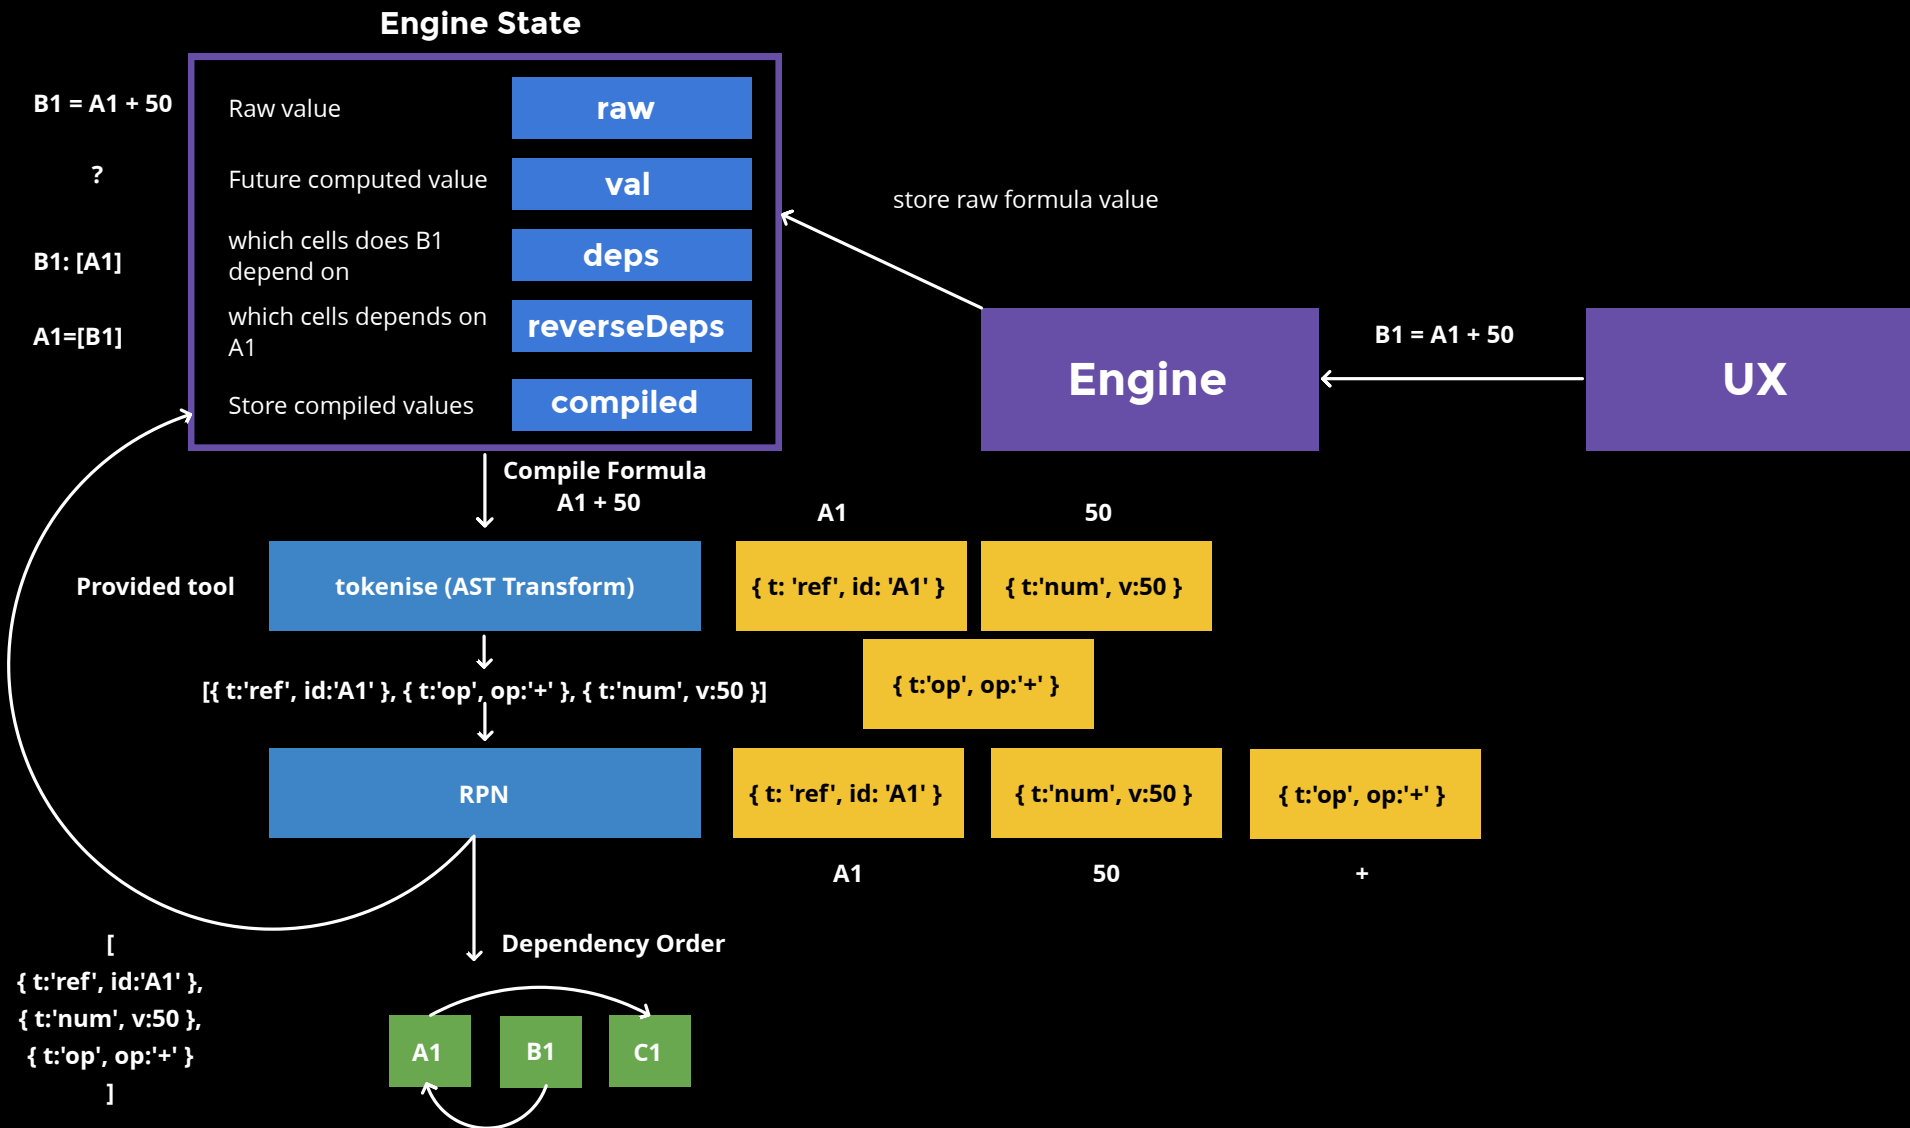 Engine State
B1 = A1 + 50
Raw value
raw
?
Future computed value
val
store raw formula value
B1: [A1]
which cells does B1
depend on
deps
A1=[B1]
which cells depends on
A1
reverseDeps
Store compiled values
compiled
Engine
B1 = A1 + 50
UX
Compile Formula
A1 + 50
A1
50
Provided tool
tokenise (AST Transform)
{ t: 'ref', id: 'A1' }
{ t:'num', v:50 }
[{ t:'ref', id:'A1' }, { t:'op', op:'+' }, { t:'num', v:50 }]
{ t:'op', op:'+' }
RPN
{ t: 'ref', id: 'A1' }
{ t:'num', v:50 }
{ t:'op', op:'+' }
A1
50
+
Dependency Order
[
{ t:'ref', id:'A1' },
{ t:'num', v:50 },
{ t:'op', op:'+' }
]
A1
B1
C1